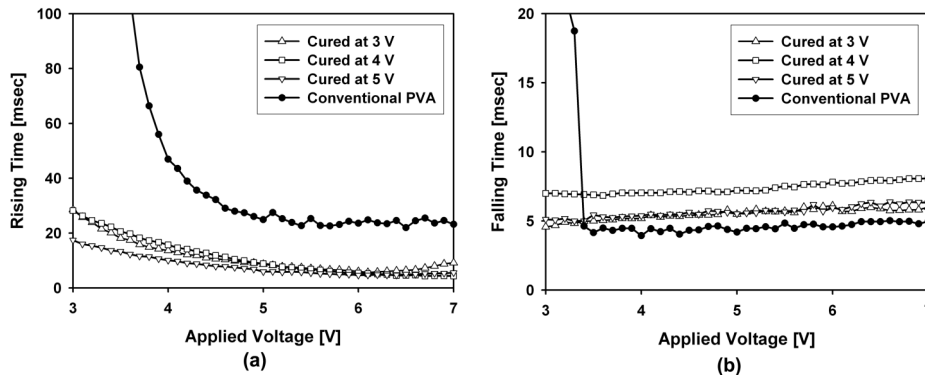 100
80
60
40
20
0
Rising Time [msec]
Cured at 3 V
Cured at 4 V
Cured at 5 V
Conventional PVA
3 4 5 6 7
Applied Voltage [V]
(a)
20
15
10
5
0
Falling Time [msec]
Cured at 3 V
Cured at 4 V
Cured at 5 V
Conventional PVA
3 4 5 6
Applied Voltage [V]
(b)